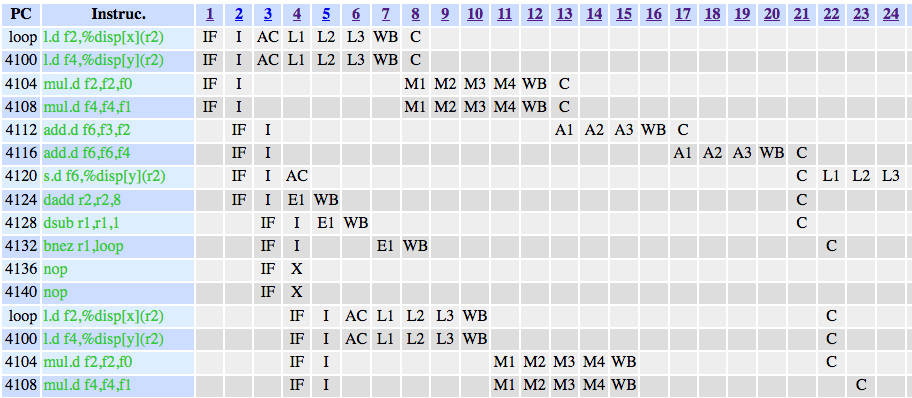 PC Instruc. 1 2 3 4 5 6 7 8 9 10 11 12 13 14 15 16 17 18 19 20 21 22 23 24
loop l.d f2,%disp[x](r2) IF I AC L1 L2 L3 WB C
4100 l.d f4,%disp[y](r2) IF I AC L1 L2 L3 WB C
4104 mul.d f2,f2,f0 IF I M1 M2 M3 M4 WB C
4108 mul.d f4,f4,f1 IF I M1 M2 M3 M4 WB C
4112 add.d f6,f3,f2 IF I A1 A2 A3 WB C
4116 add.d f6,f6,f4 IF I A1 A2 A3 WB C
4120 s.d f6,%disp[y](r2) IF I AC C L1 L2 L3
4124 dadd r2,r2,8 IF I E1 WB C
4128 dsub r1,r1,1 IF I E1 WB C
4132 bnez r1,loop IF I E1 WB C
4136 nop IF X
4140 nop IF X
loop l.d f2,%disp[x](r2) IF I AC L1 L2 L3 WB C
4100 l.d f4,%disp[y](r2) IF I AC L1 L2 L3 WB C
4104 mul.d f2,f2,f0 IF I M1 M2 M3 M4 WB C
4108 mul.d f4,f4,f1 IF I M1 M2 M3 M4 WB C